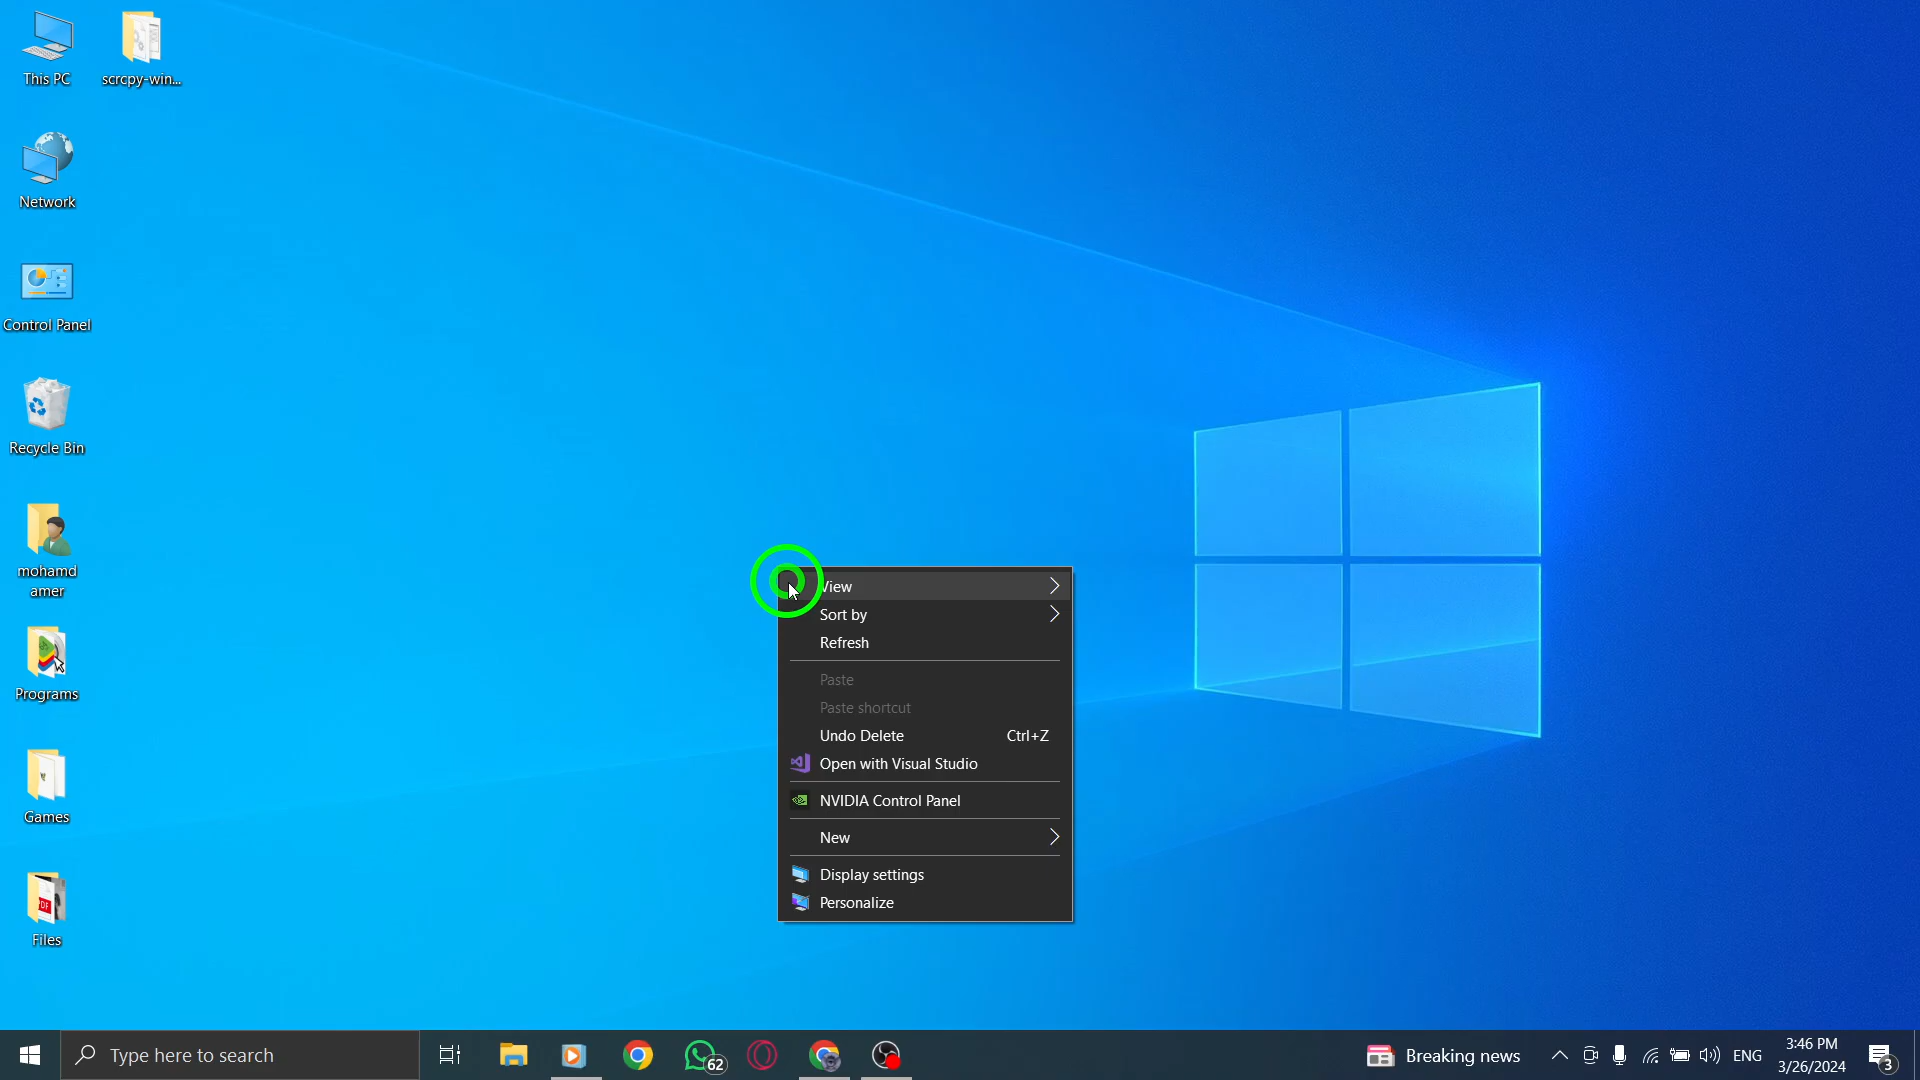 This PC
scrcpy-win...
Network
Control Panel
Recycle Bin
mohamd
amer
Programs
Games
PDF
Files
View
Sort by
Refresh
Paste
Paste shortcut
Undo Delete Ctrl+Z
Open with Visual Studio
NVIDIA Control Panel
New
Display settings
Personalize
Type here to search
62
Breaking news
ENG
3:46 PM
3/26/2024
3